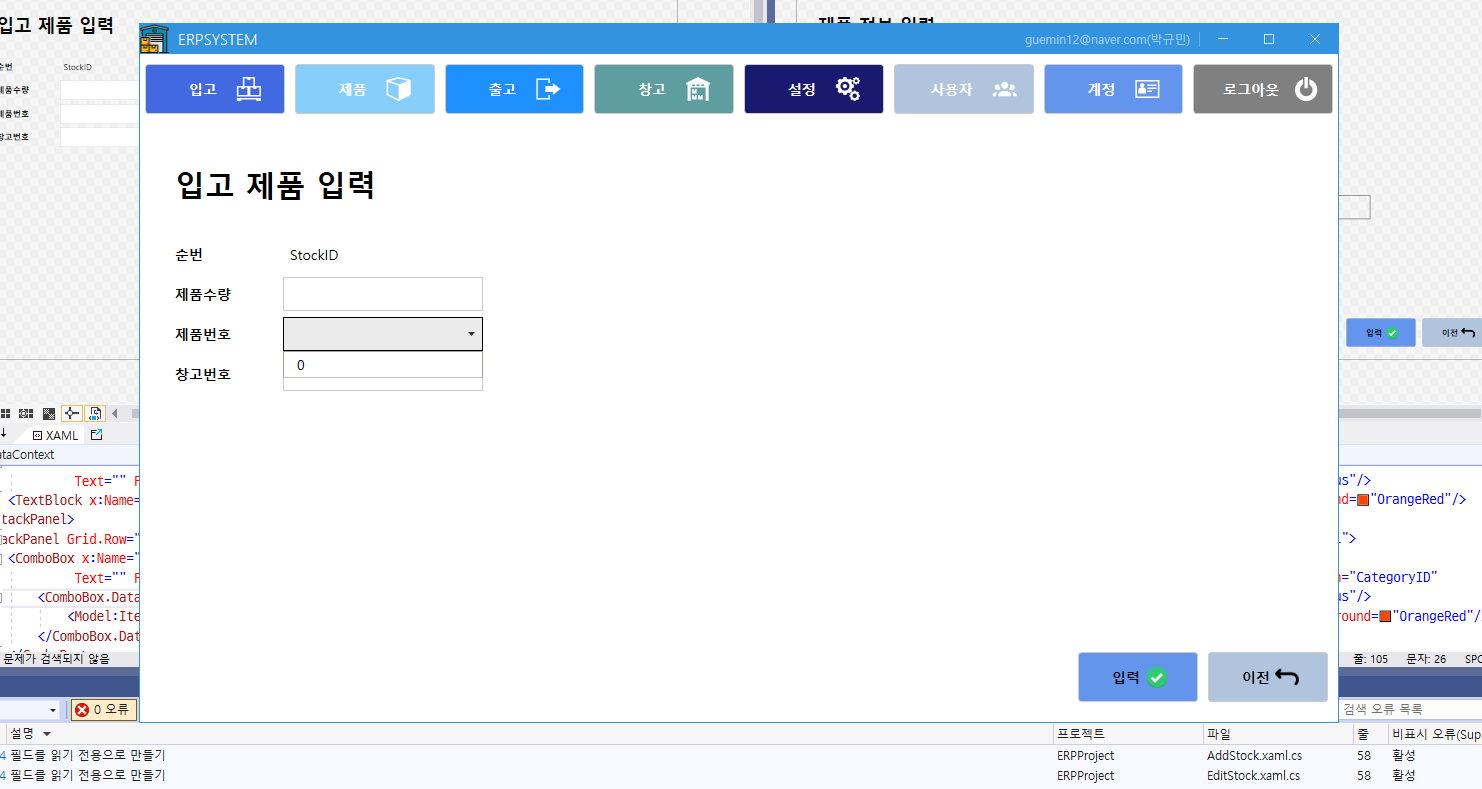 입고 제품 입력
제품 정보 입력
순번
StockID
제품수량
제품번호
창고번호
ERPSYSTEM
guemin12@naver.com(박규민)
입고
제품
출고
창고
설정
사용자
계정
로그아웃
입고 제품 입력
순번 StockID
제품수량
제품번호
0
창고번호
입력
이전
입력
이전
XAML
ataContext
Text="" F
<TextBlock x:Name=
tackPanel>
ackPanel Grid.Row="
<ComboBox x:Name="
Text="" F
<ComboBox.Data
<Model:Ite
</ComboBox.Dat
us"/>
nd="OrangeRed"/>
">
h="CategoryID"
us"/>
round="OrangeRed"/
문제가 검색되지 않음
줄: 105 문자: 26 SPC
0 오류
검색 오류 목록
설명 프로젝트 파일 줄 비표시 오류(Sup
4 필드를 읽기 전용으로 만들기 ERPProject AddStock.xaml.cs 58 활성
4 필드를 읽기 전용으로 만들기 ERPProject EditStock.xaml.cs 58 활성